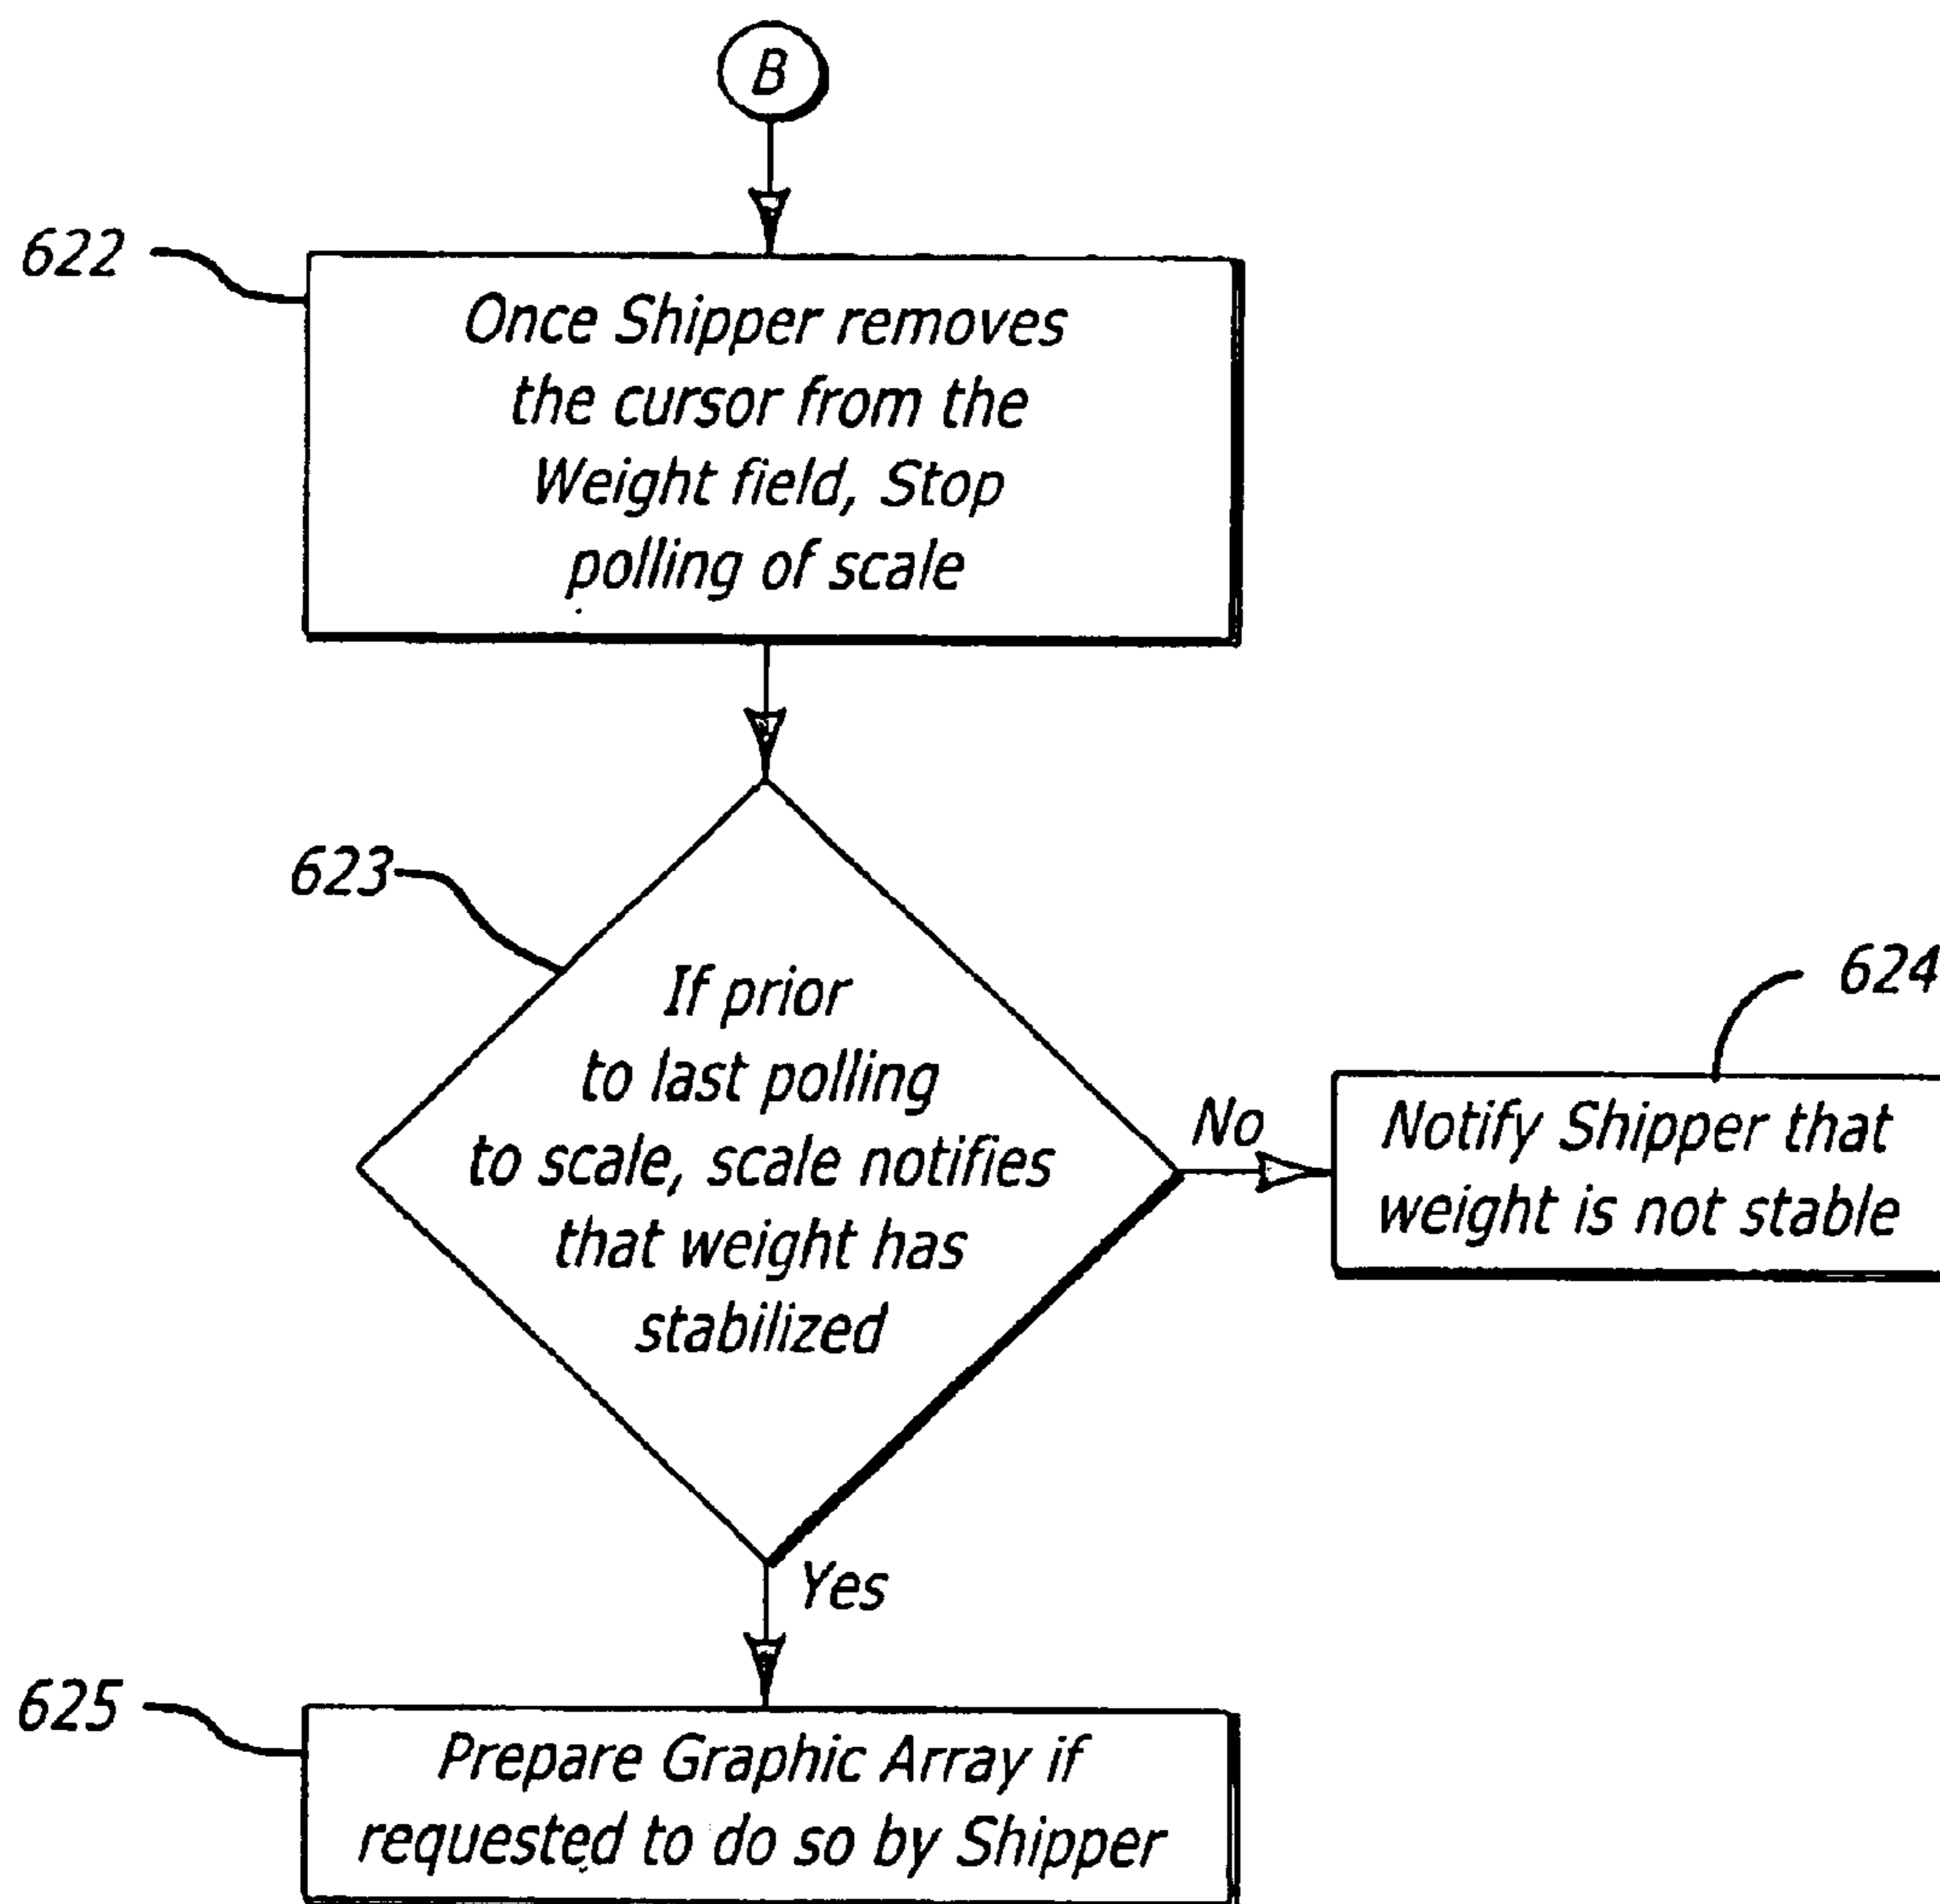 B
622
Once Shipper removes
the cursor from the
Weight field, Stop
polling of scale
623
If prior
to last polling
to scale, scale notifies
that weight has
stabilized
No
624
Notify Shipper that
weight is not stable
Yes
625
Prepare Graphic Array if
requested to do so by Shipper